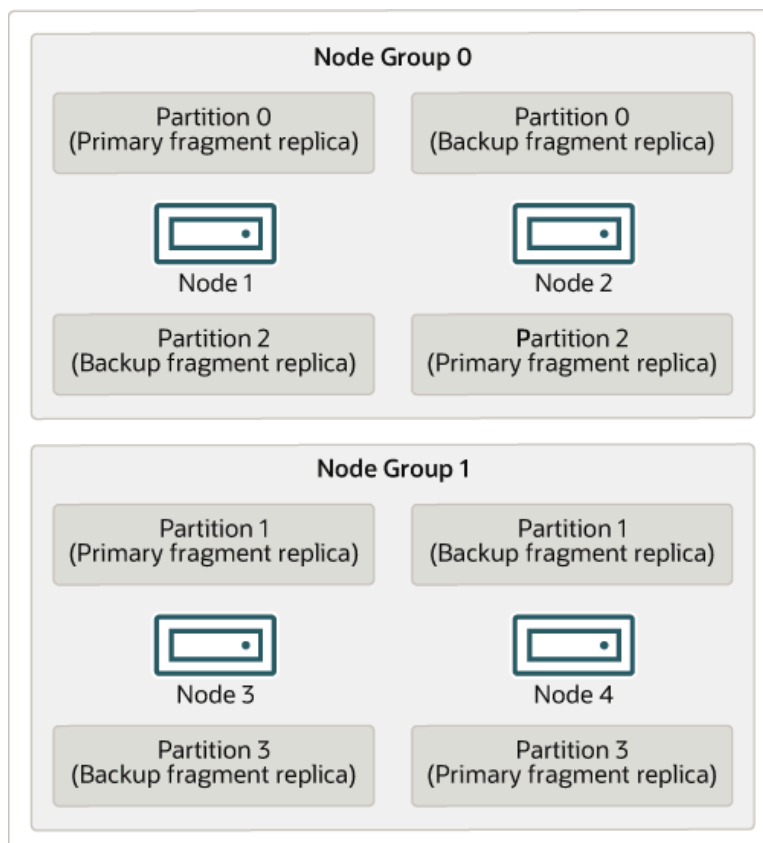 Node Group 0
Partition 0
(Primary fragment replica)
Partition 0
(Backup fragment replica)
Node 1
Node 2
Partition 2
(Backup fragment replica)
Partition 2
(Primary fragment replica)
Node Group 1
Partition 1
(Primary fragment replica)
Partition 1
(Backup fragment replica)
Node 3
Node 4
Partition 3
(Backup fragment replica)
Partition 3
(Primary fragment replica)